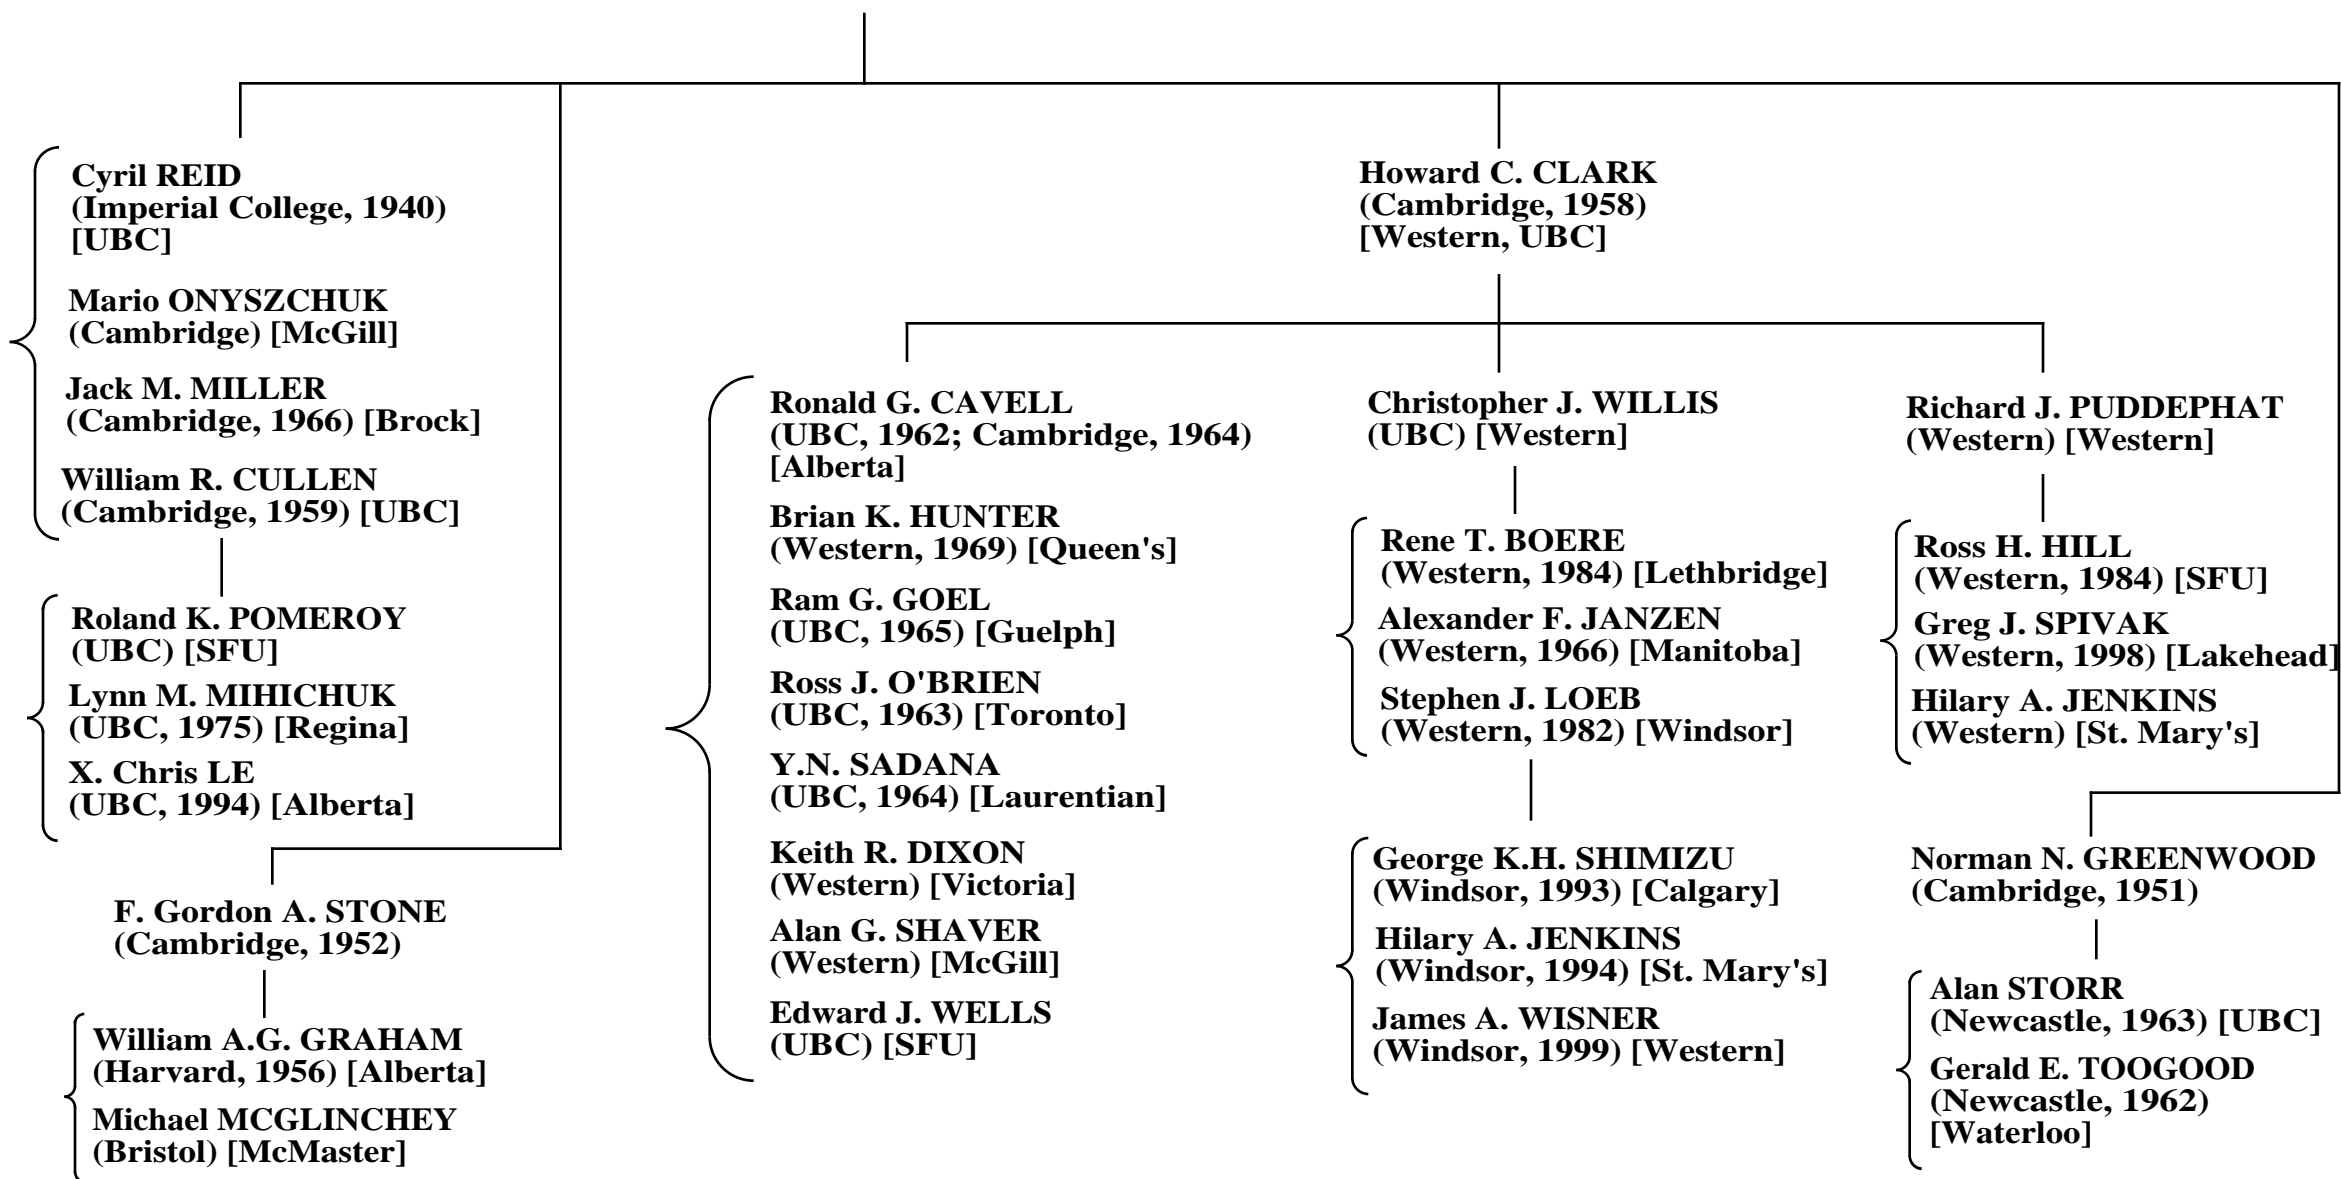 Cyril REID
(Imperial College, 1940)
[UBC]
Mario ONYSZCHUK
(Cambridge) [McGill]
Jack M. MILLER
(Cambridge, 1966) [Brock]
William R. CULLEN
(Cambridge, 1959) [UBC]
Roland K. POMEROY
(UBC) [SFU]
Lynn M. MIHICHUK
(UBC, 1975) [Regina]
X. Chris LE
(UBC, 1994) [Alberta]
F. Gordon A. STONE
(Cambridge, 1952)
William A.G. GRAHAM
(Harvard, 1956) [Alberta]
Michael MCGLINCHEY
(Bristol) [McMaster]
Howard C. CLARK
(Cambridge, 1958)
[Western, UBC]
Ronald G. CAVELL
(UBC, 1962; Cambridge, 1964)
[Alberta]
Brian K. HUNTER
(Western, 1969) [Queen's]
Ram G. GOEL
(UBC, 1965) [Guelph]
Ross J. O'BRIEN
(UBC, 1963) [Toronto]
Y.N. SADANA
(UBC, 1964) [Laurentian]
Keith R. DIXON
(Western) [Victoria]
Alan G. SHAVER
(Western) [McGill]
Edward J. WELLS
(UBC) [SFU]
Christopher J. WILLIS
(UBC) [Western]
Rene T. BOERE
(Western, 1984) [Lethbridge]
Alexander F. JANZEN
(Western, 1966) [Manitoba]
Stephen J. LOEB
(Western, 1982) [Windsor]
George K.H. SHIMIZU
(Windsor, 1993) [Calgary]
Hilary A. JENKINS
(Windsor, 1994) [St. Mary's]
James A. WISNER
(Windsor, 1999) [Western]
Richard J. PUDDEPHAT
(Western) [Western]
Ross H. HILL
(Western, 1984) [SFU]
Greg J. SPIVAK
(Western, 1998) [Lakehead]
Hilary A. JENKINS
(Western) [St. Mary's]
Norman N. GREENWOOD
(Cambridge, 1951)
Alan STORR
(Newcastle, 1963) [UBC]
Gerald E. TOOGOOD
(Newcastle, 1962)
[Waterloo]